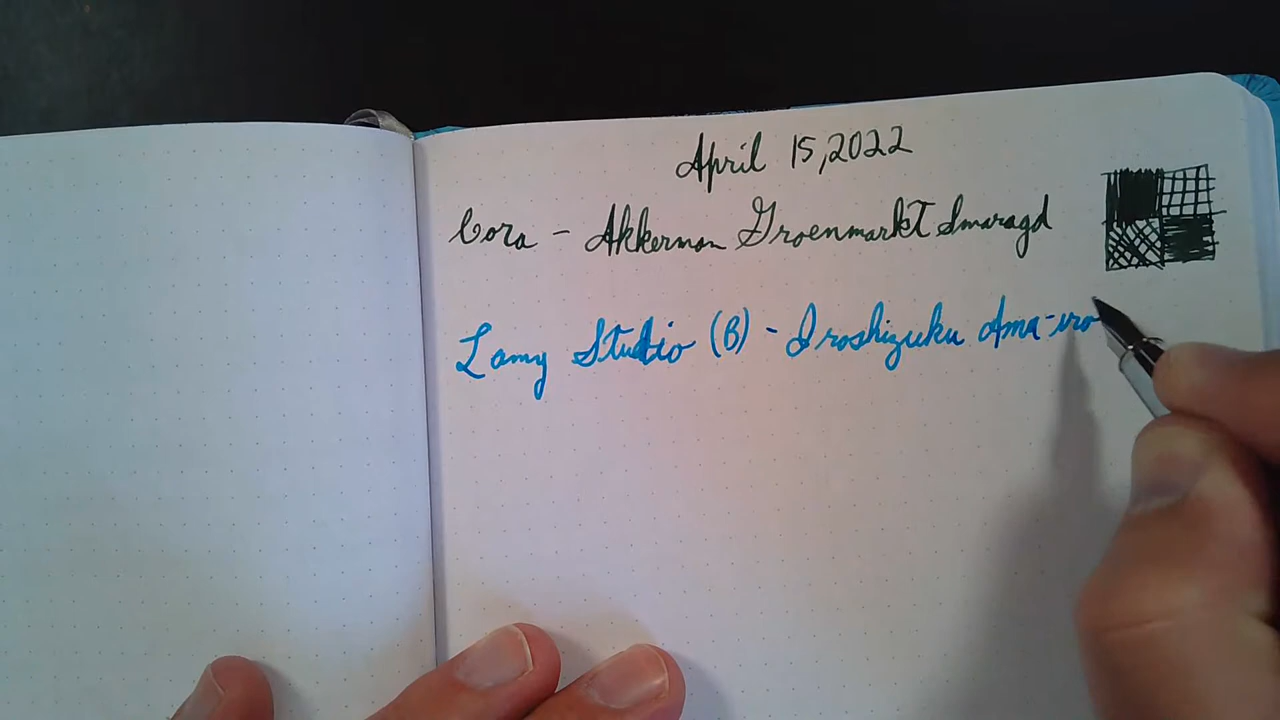 April 15, 2022
Cora - Akkerman Groenmarkt Smaragd
Lamy Studio (B) - Iroshizuku Ama-iro